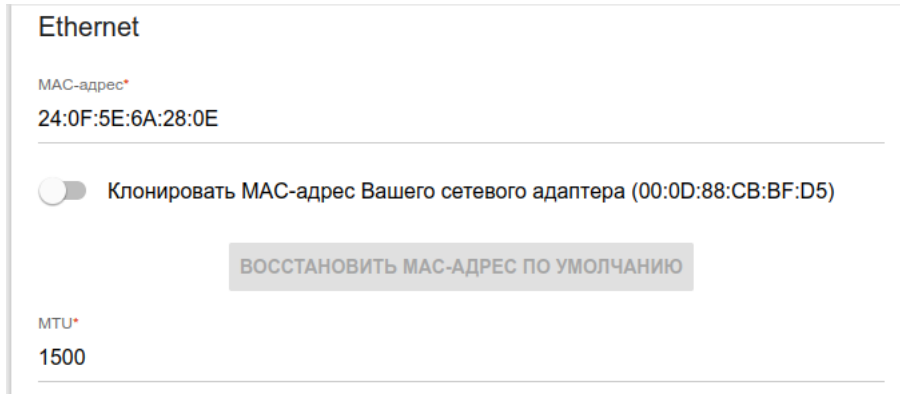 Ethernet
MAC-адрес*
24:0F:5E:6A:28:0E
Клонировать MAC-адрес Вашего сетевого адаптера (00:0D:88:CB:BF:D5)
ВОССТАНОВИТЬ MAC-АДРЕС ПО УМОЛЧАНИЮ
MTU*
1500